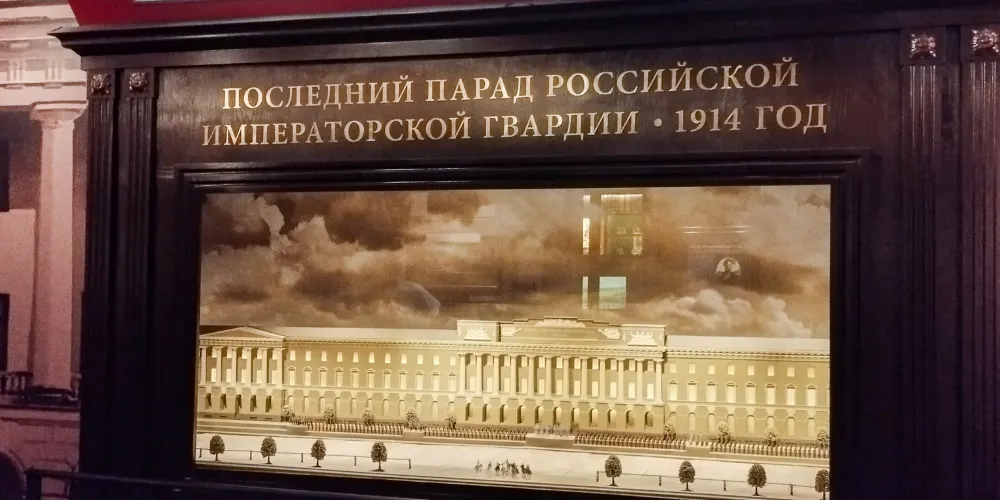 ПОСЛЕДНИЙ ПАРАД РОССИЙСКОЙ
ИМПЕРАТОРСКОЙ ГВАРДИИ • 1914 ГОД